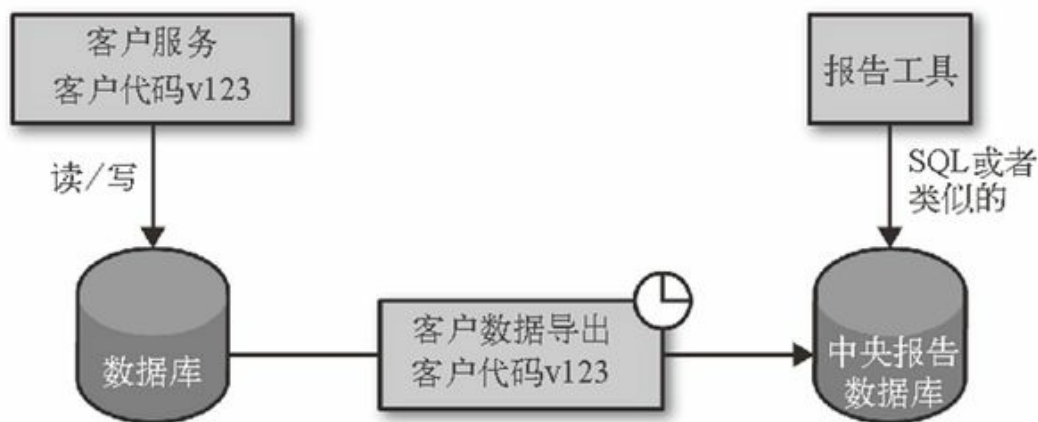 客户服务
客户代码v123
报告工具
读/写
SQL或者
类似的
数据库
客户数据导出
客户代码v123
中央报告
数据库